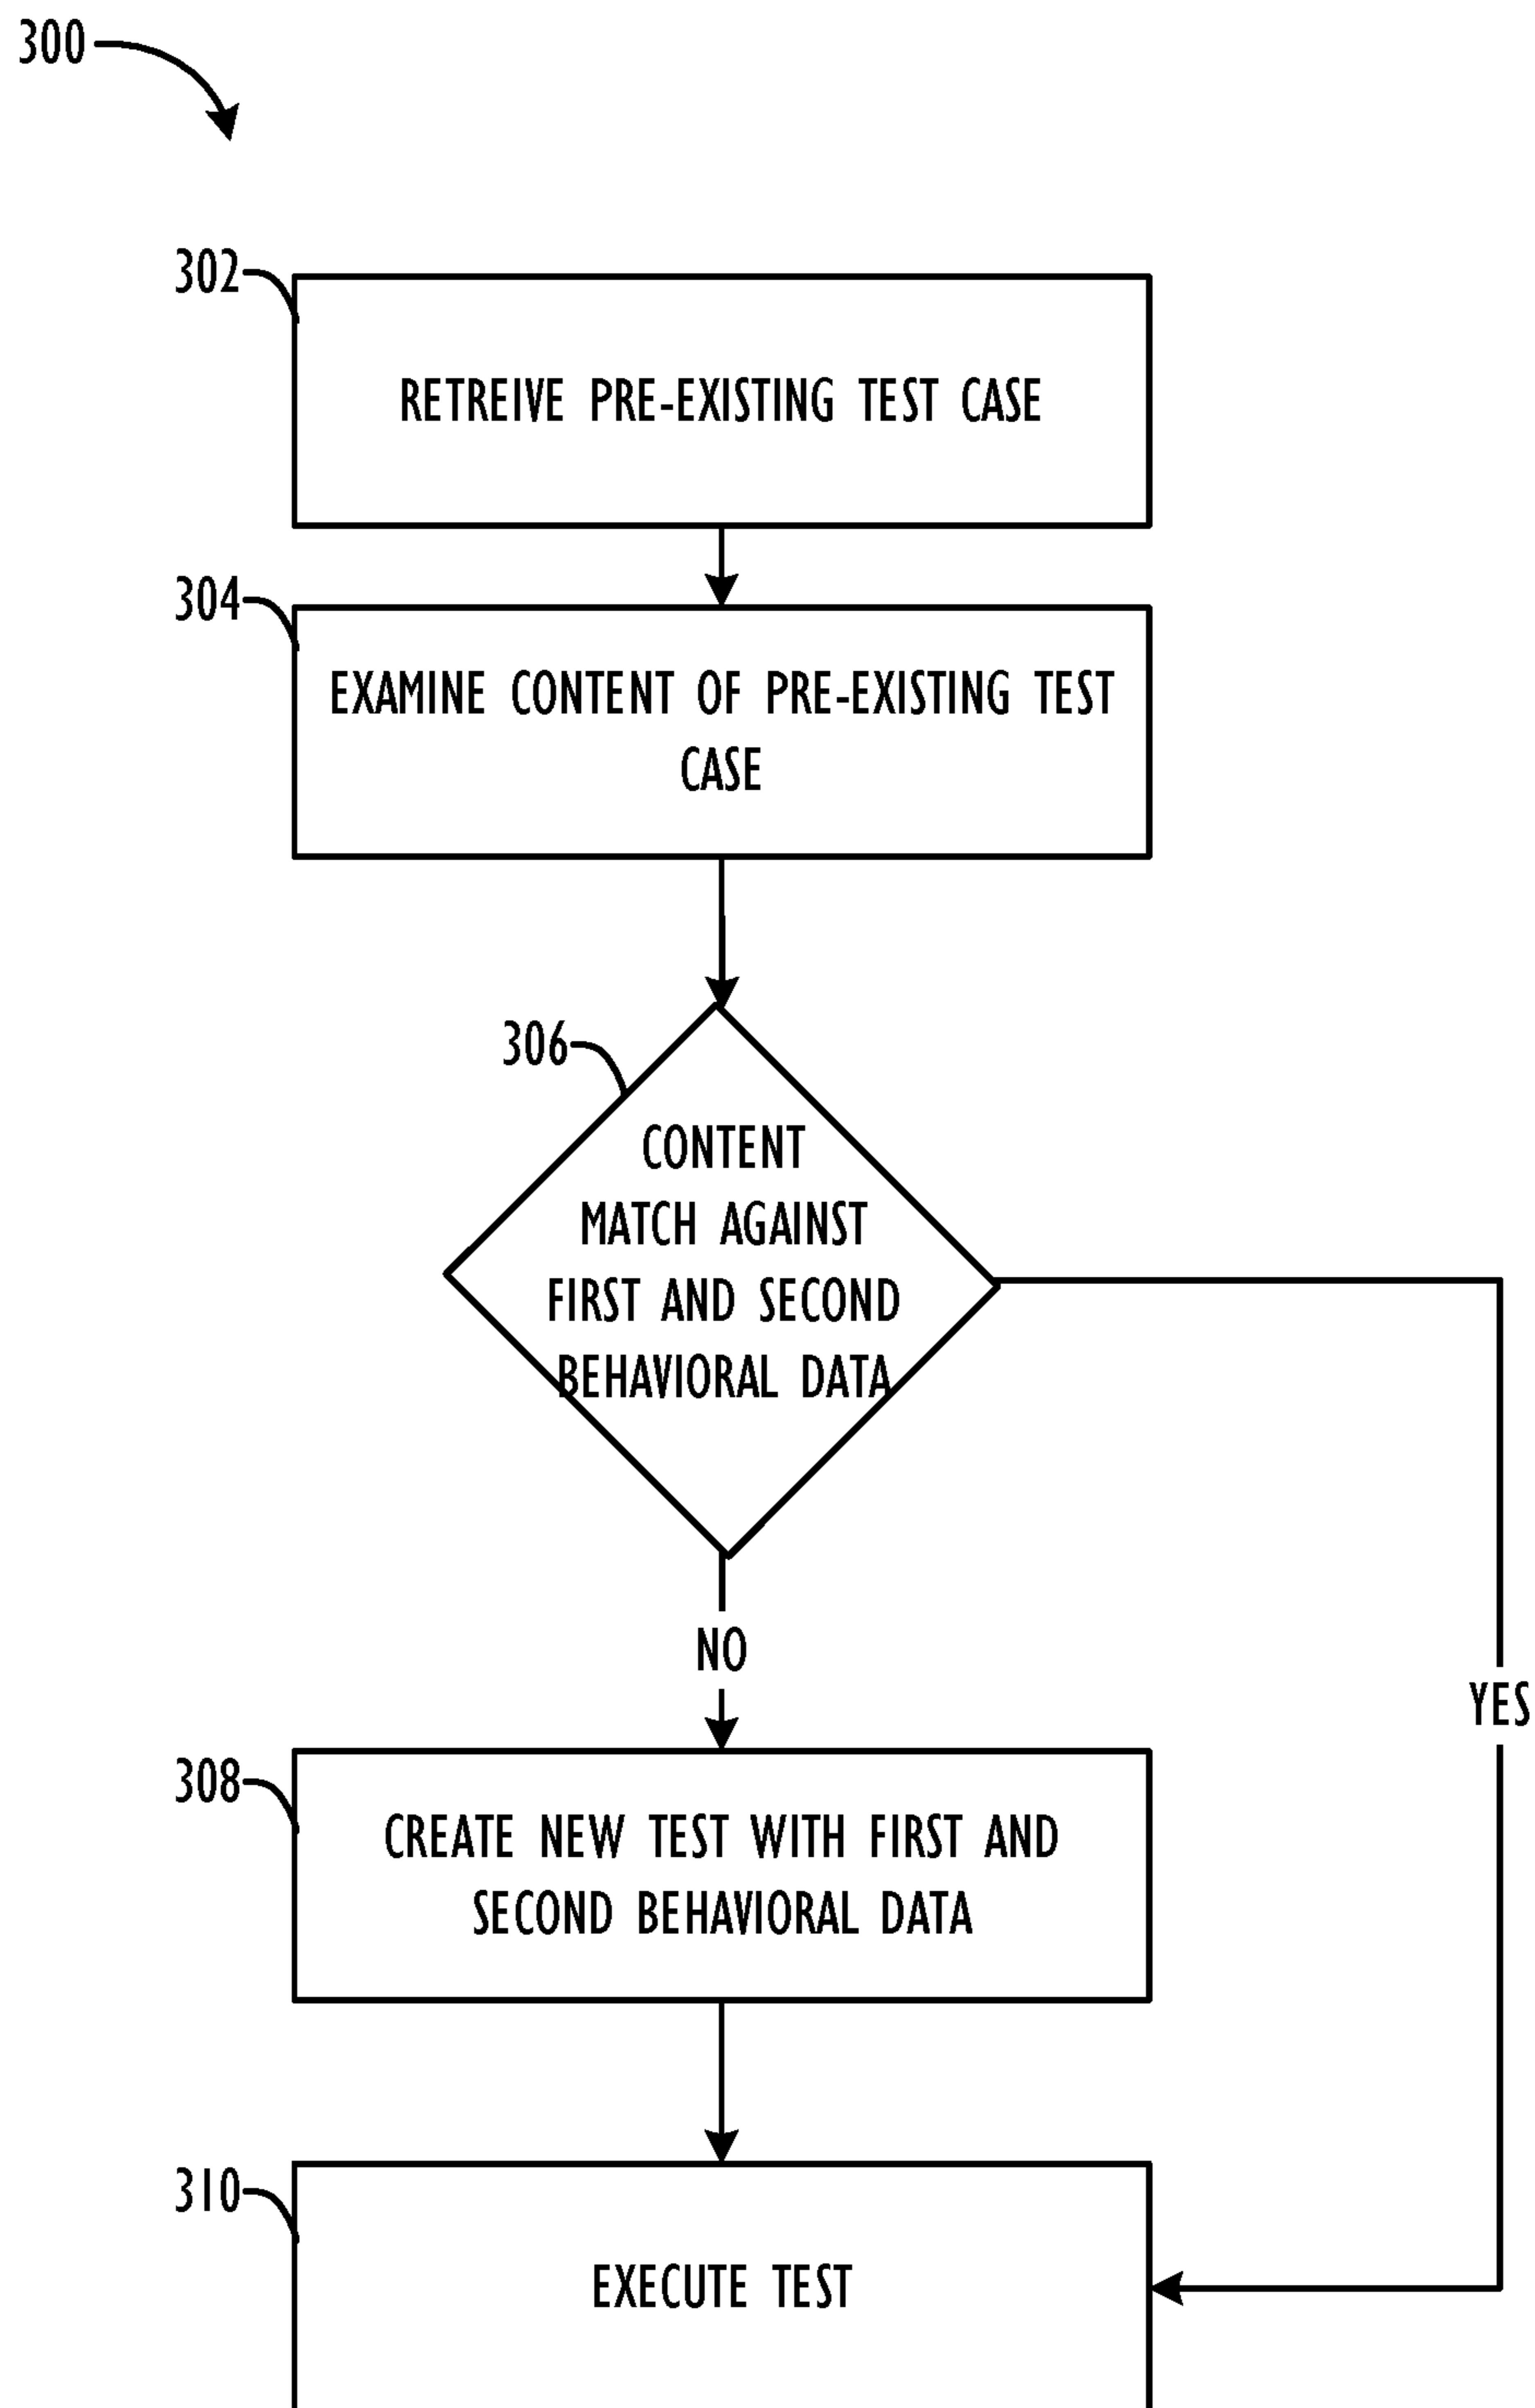 300
302
RETREIVE PRE-EXISTING TEST CASE
304
EXAMINE CONTENT OF PRE-EXISTING TEST
CASE
306
CONTENT
MATCH AGAINST
FIRST AND SECOND
BEHAVIORAL DATA
NO
YES
308
CREATE NEW TEST WITH FIRST AND
SECOND BEHAVIORAL DATA
310
EXECUTE TEST